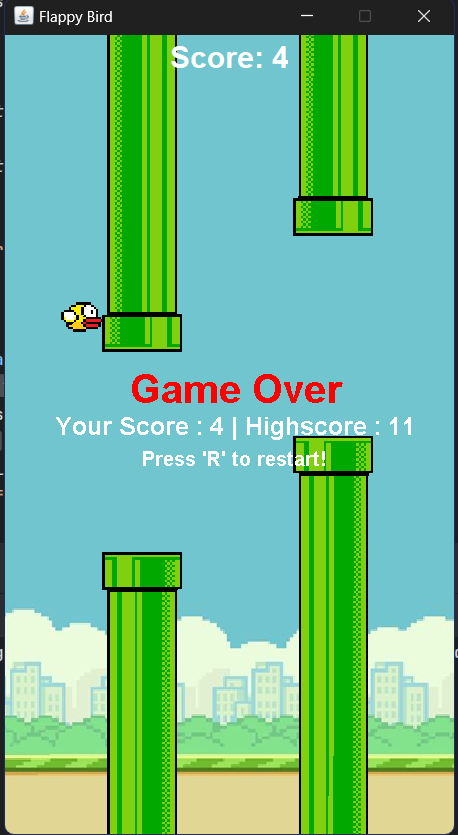 Flappy Bird
Score: 4
Game Over
Your Score : 4 | Highscore : 11
Press 'R' to restart!